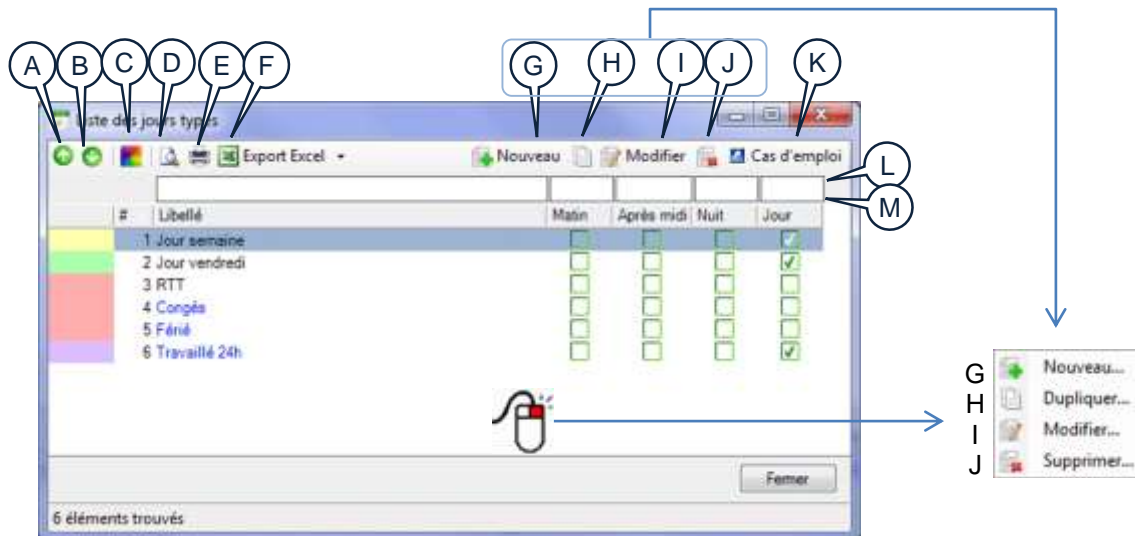 A B C D E F G H I J K
Liste des jours types
Export Excel Nouveau Modifier Cas d'emploi
L
M
# Libellé Matin Après midi Nuit Jour
1 Jour semaine
2 Jour vendredi
3 RTT
4 Congés
5 Férié
6 Travaillé 24h
G Nouveau...
H Dupliquer...
I Modifier...
J Supprimer...
Fermer
6 éléments trouvés